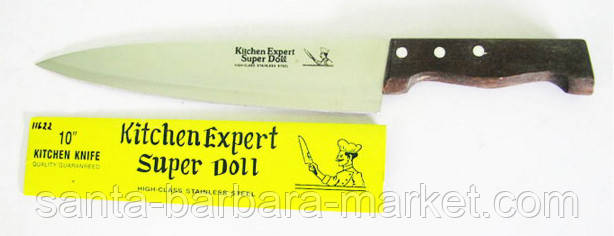 Kitchen Expert
Super Doll
HIGH-CLASS STAINLESS STEEL
11622
10"
KITCHEN KNIFE
QUALITY GUARANTEED
Kitchen Expert
Super Doll
HIGH-CLASS STAINLESS STEEL
santa-barbara-market.com